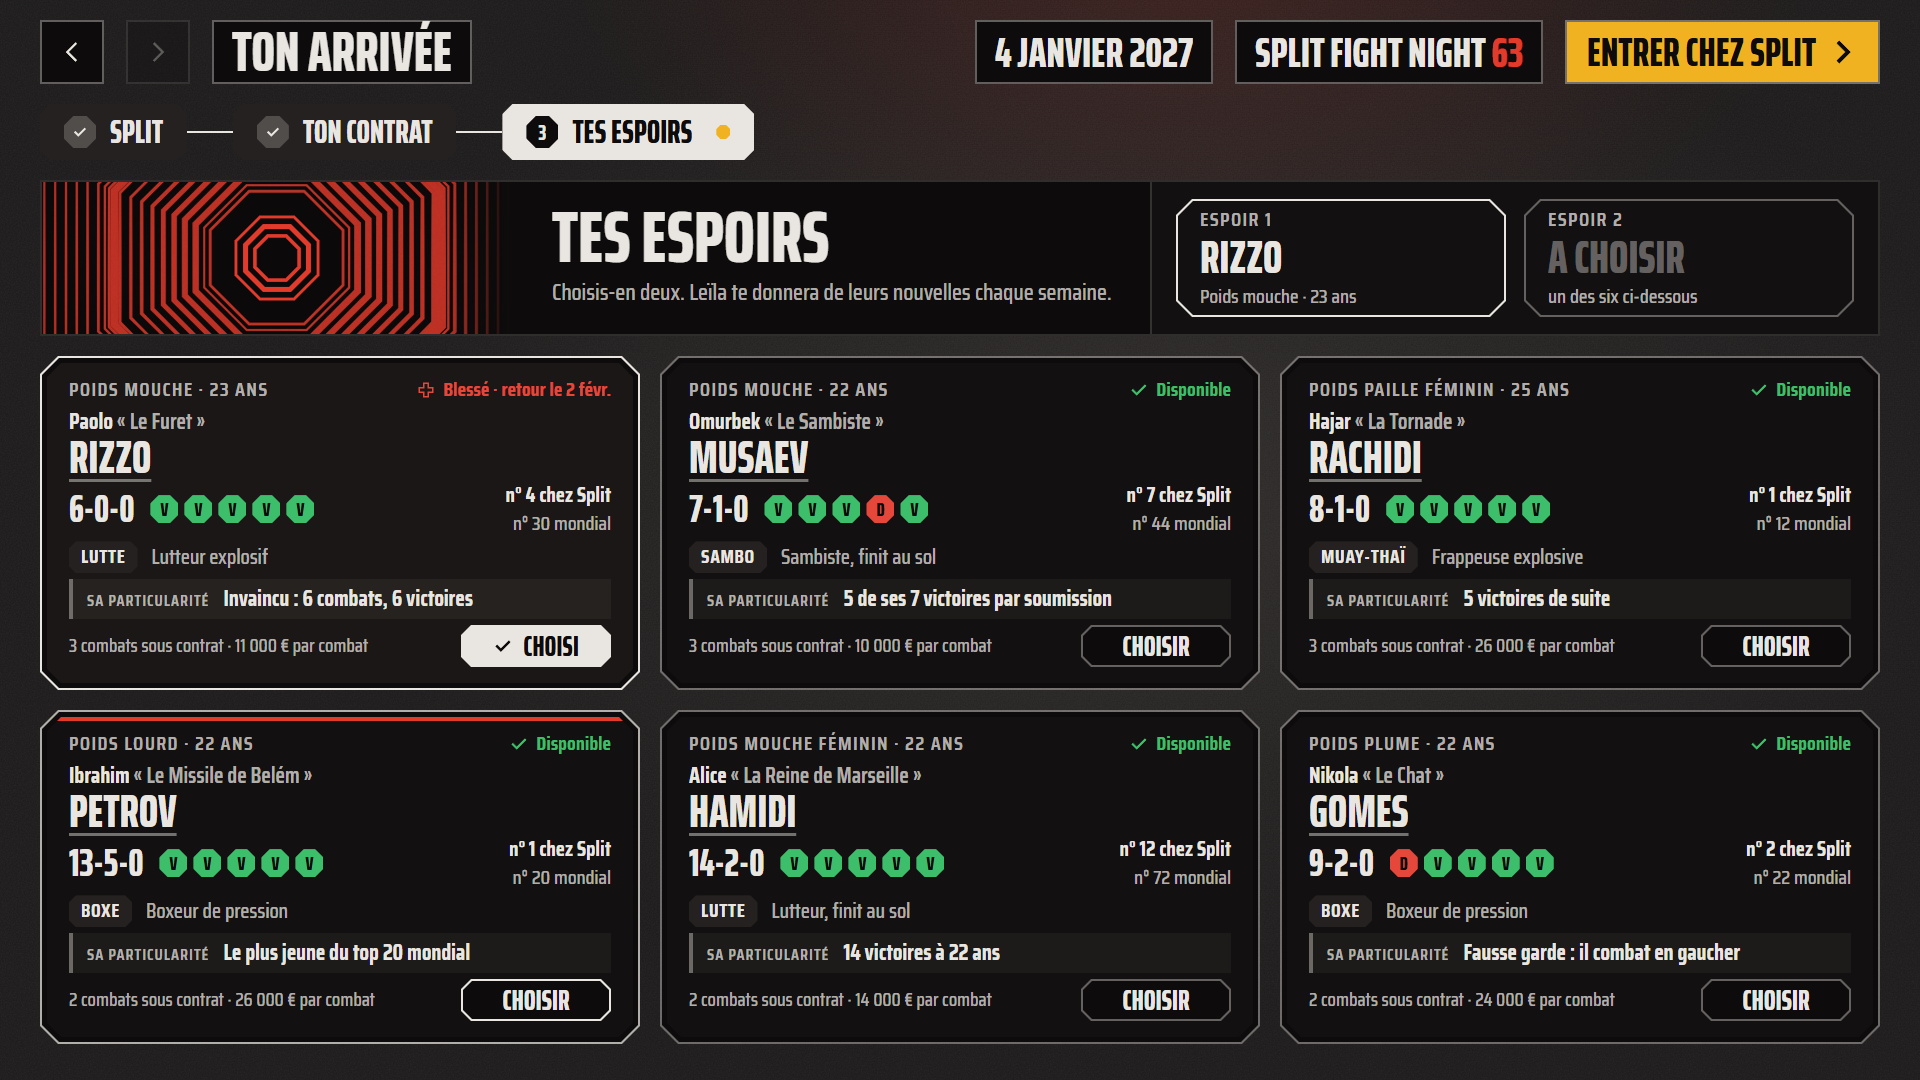 TON ARRIVÉE
4 JANVIER 2027
SPLIT FIGHT NIGHT 63
ENTRER CHEZ SPLIT
SPLIT
TON CONTRAT
3 TES ESPOIRS
TES ESPOIRS
Choisis-en deux. Leïla te donnera de leurs nouvelles chaque semaine.
ESPOIR 1
RIZZO
Poids mouche · 23 ans
ESPOIR 2
A CHOISIR
un des six ci-dessous
POIDS MOUCHE · 23 ANS
Blessé · retour le 2 févr.
Paolo « Le Furet »
RIZZO
6-0-0 V V V V V
n° 4 chez Split
n° 30 mondial
LUTTE Lutteur explosif
SA PARTICULARITÉ Invaincu : 6 combats, 6 victoires
3 combats sous contrat · 11 000 € par combat
CHOISI
POIDS MOUCHE · 22 ANS
Disponible
Omurbek « Le Sambiste »
MUSAEV
7-1-0 V V V D V
n° 7 chez Split
n° 44 mondial
SAMBO Sambiste, finit au sol
SA PARTICULARITÉ 5 de ses 7 victoires par soumission
3 combats sous contrat · 10 000 € par combat
CHOISIR
POIDS PAILLE FÉMININ · 25 ANS
Disponible
Hajar « La Tornade »
RACHIDI
8-1-0 V V V V V
n° 1 chez Split
n° 12 mondial
MUAY-THAÏ Frappeuse explosive
SA PARTICULARITÉ 5 victoires de suite
3 combats sous contrat · 26 000 € par combat
CHOISIR
POIDS LOURD · 22 ANS
Disponible
Ibrahim « Le Missile de Belém »
PETROV
13-5-0 V V V V V
n° 1 chez Split
n° 20 mondial
BOXE Boxeur de pression
SA PARTICULARITÉ Le plus jeune du top 20 mondial
2 combats sous contrat · 26 000 € par combat
CHOISIR
POIDS MOUCHE FÉMININ · 22 ANS
Disponible
Alice « La Reine de Marseille »
HAMIDI
14-2-0 V V V V V
n° 12 chez Split
n° 72 mondial
LUTTE Lutteur, finit au sol
SA PARTICULARITÉ 14 victoires à 22 ans
2 combats sous contrat · 14 000 € par combat
CHOISIR
POIDS PLUME · 22 ANS
Disponible
Nikola « Le Chat »
GOMES
9-2-0 D V V V V
n° 2 chez Split
n° 22 mondial
BOXE Boxeur de pression
SA PARTICULARITÉ Fausse garde : il combat en gaucher
2 combats sous contrat · 24 000 € par combat
CHOISIR